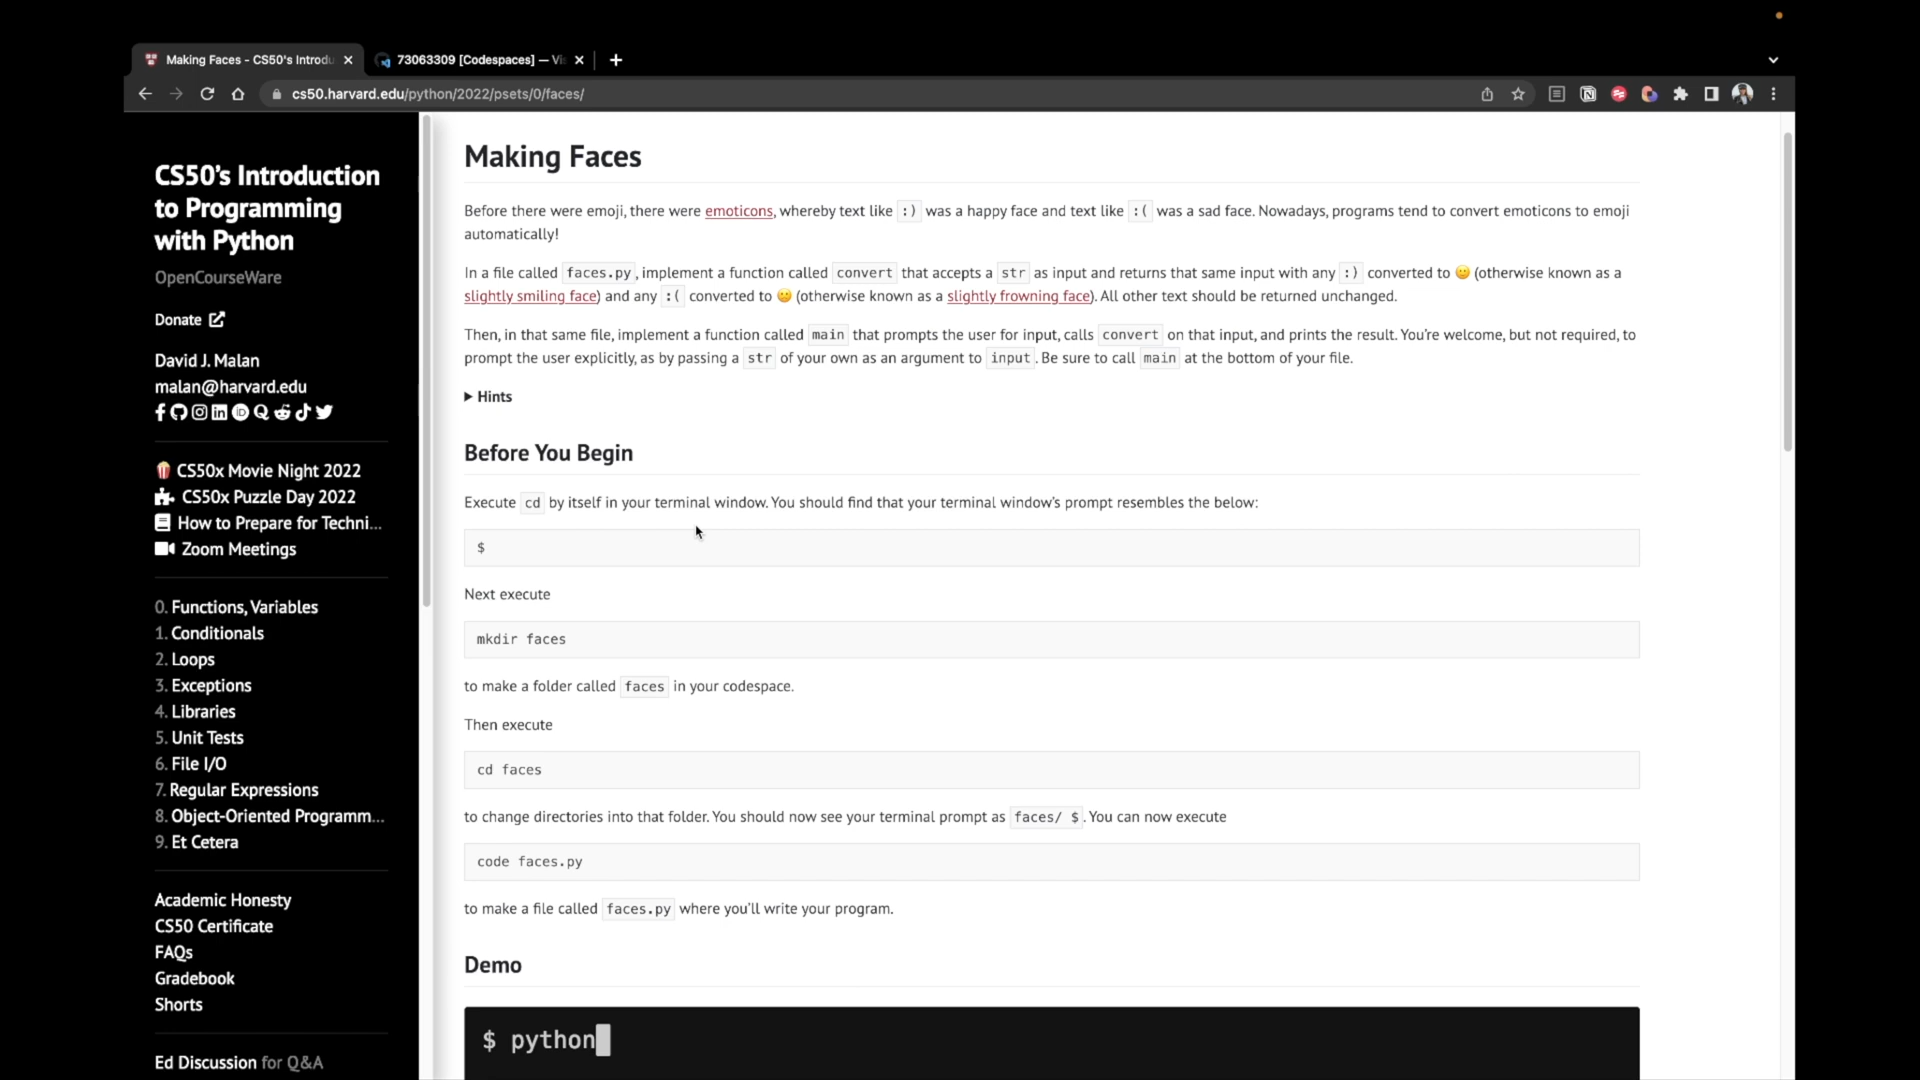 Making Faces - CS50's Introdu
73063309 [Codespaces] — Vi
cs50.harvard.edu/python/2022/psets/0/faces/
CS50's Introduction
to Programming
with Python
OpenCourseWare
Donate
David J. Malan
malan@harvard.edu
🍿 CS50x Movie Night 2022
CS50x Puzzle Day 2022
How to Prepare for Techni...
Zoom Meetings
0. Functions, Variables
1. Conditionals
2. Loops
3. Exceptions
4. Libraries
5. Unit Tests
6. File I/O
7. Regular Expressions
8. Object-Oriented Programm...
9. Et Cetera
Academic Honesty
CS50 Certificate
FAQs
Gradebook
Shorts
Ed Discussion for Q&A
Making Faces
Before there were emoji, there were emoticons, whereby text like :) was a happy face and text like :( was a sad face. Nowadays, programs tend to convert emoticons to emoji
automatically!
In a file called faces.py, implement a function called convert that accepts a str as input and returns that same input with any :) converted to 🙂 (otherwise known as a
slightly smiling face) and any :( converted to 🙁 (otherwise known as a slightly frowning face). All other text should be returned unchanged.
Then, in that same file, implement a function called main that prompts the user for input, calls convert on that input, and prints the result. You're welcome, but not required, to
prompt the user explicitly, as by passing a str of your own as an argument to input. Be sure to call main at the bottom of your file.
▶ Hints
Before You Begin
Execute cd by itself in your terminal window. You should find that your terminal window's prompt resembles the below:
$
Next execute
mkdir faces
to make a folder called faces in your codespace.
Then execute
cd faces
to change directories into that folder. You should now see your terminal prompt as faces/ $. You can now execute
code faces.py
to make a file called faces.py where you'll write your program.
Demo
$ python